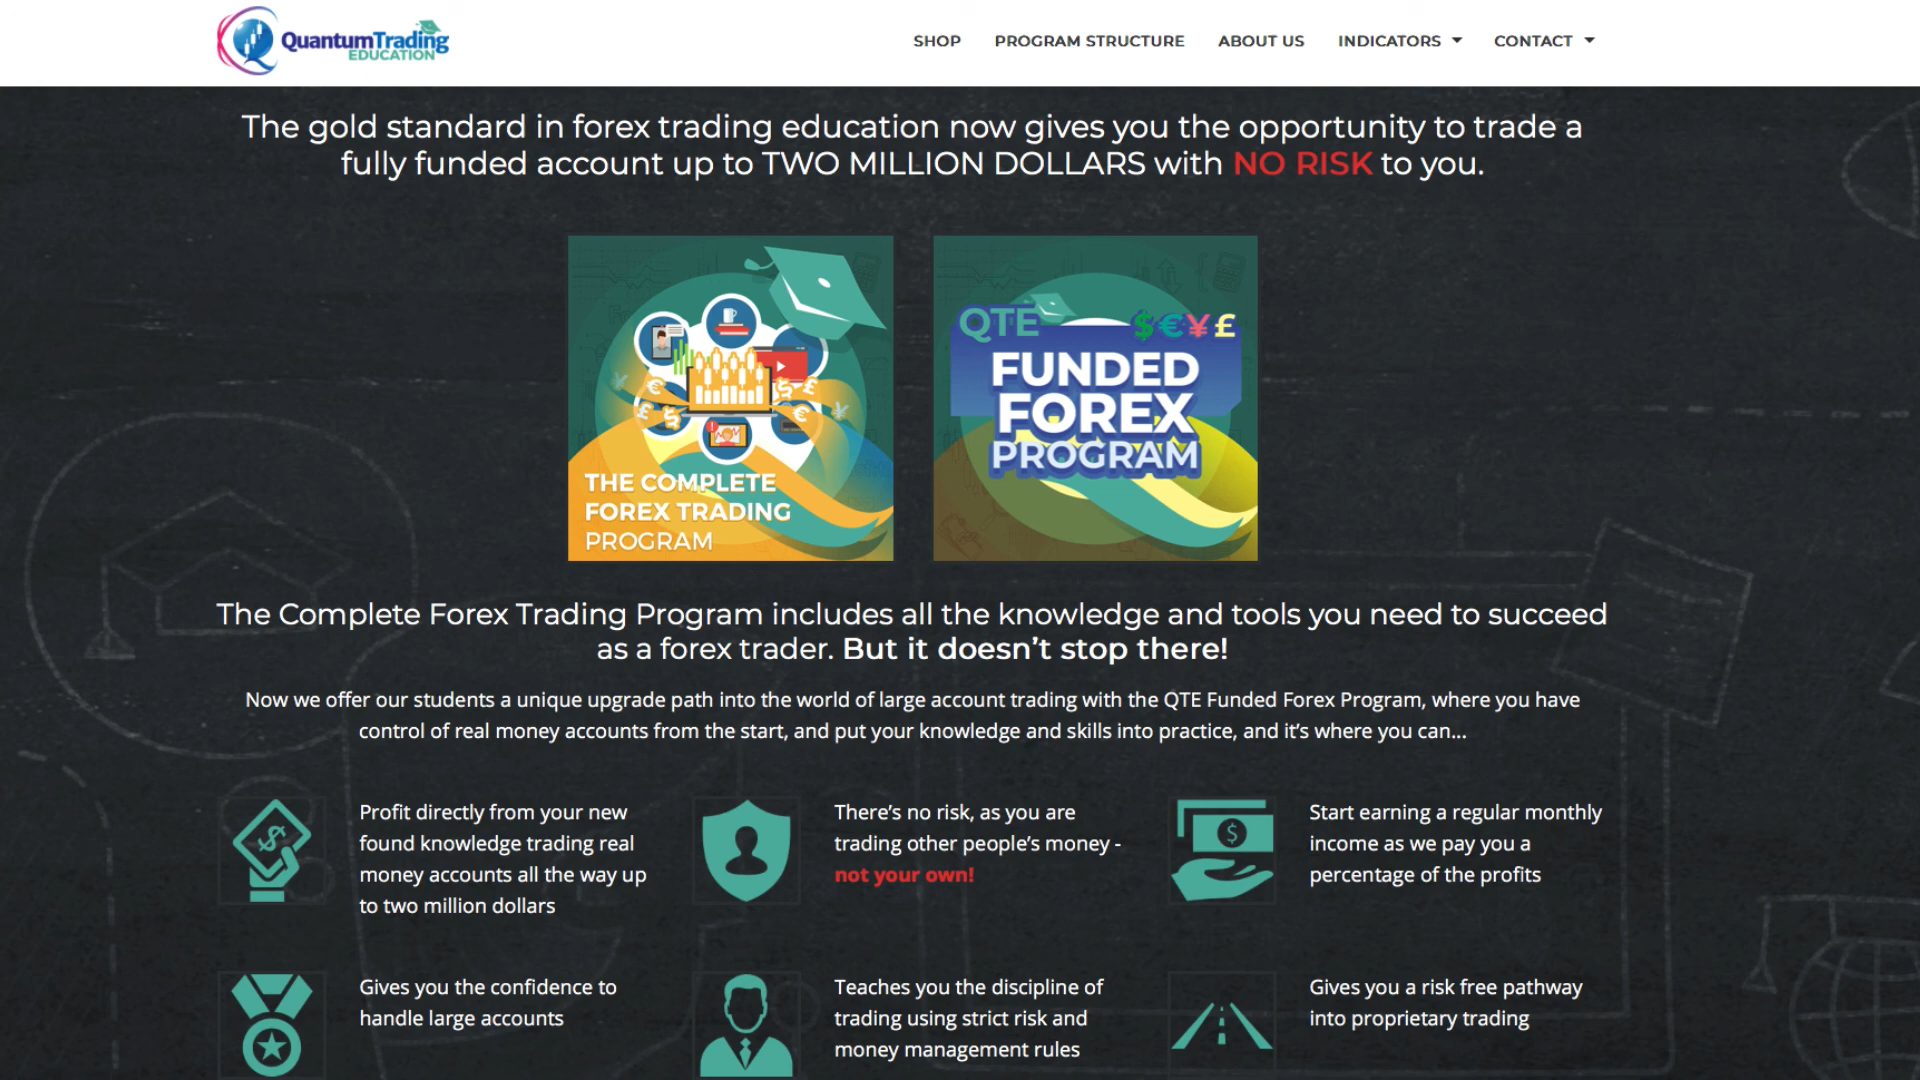 QuantumTrading
EDUCATION
SHOP
PROGRAM STRUCTURE
ABOUT US
INDICATORS
CONTACT
The gold standard in forex trading education now gives you the opportunity to trade a
fully funded account up to TWO MILLION DOLLARS with NO RISK to you.
THE COMPLETE
FOREX TRADING
PROGRAM
QTE $€¥£
FUNDED
FOREX
PROGRAM
The Complete Forex Trading Program includes all the knowledge and tools you need to succeed
as a forex trader. But it doesn’t stop there!
Now we offer our students a unique upgrade path into the world of large account trading with the QTE Funded Forex Program, where you have
control of real money accounts from the start, and put your knowledge and skills into practice, and it’s where you can...
Profit directly from your new
found knowledge trading real
money accounts all the way up
to two million dollars
There’s no risk, as you are
trading other people’s money -
not your own!
Start earning a regular monthly
income as we pay you a
percentage of the profits
Gives you the confidence to
handle large accounts
Teaches you the discipline of
trading using strict risk and
money management rules
Gives you a risk free pathway
into proprietary trading